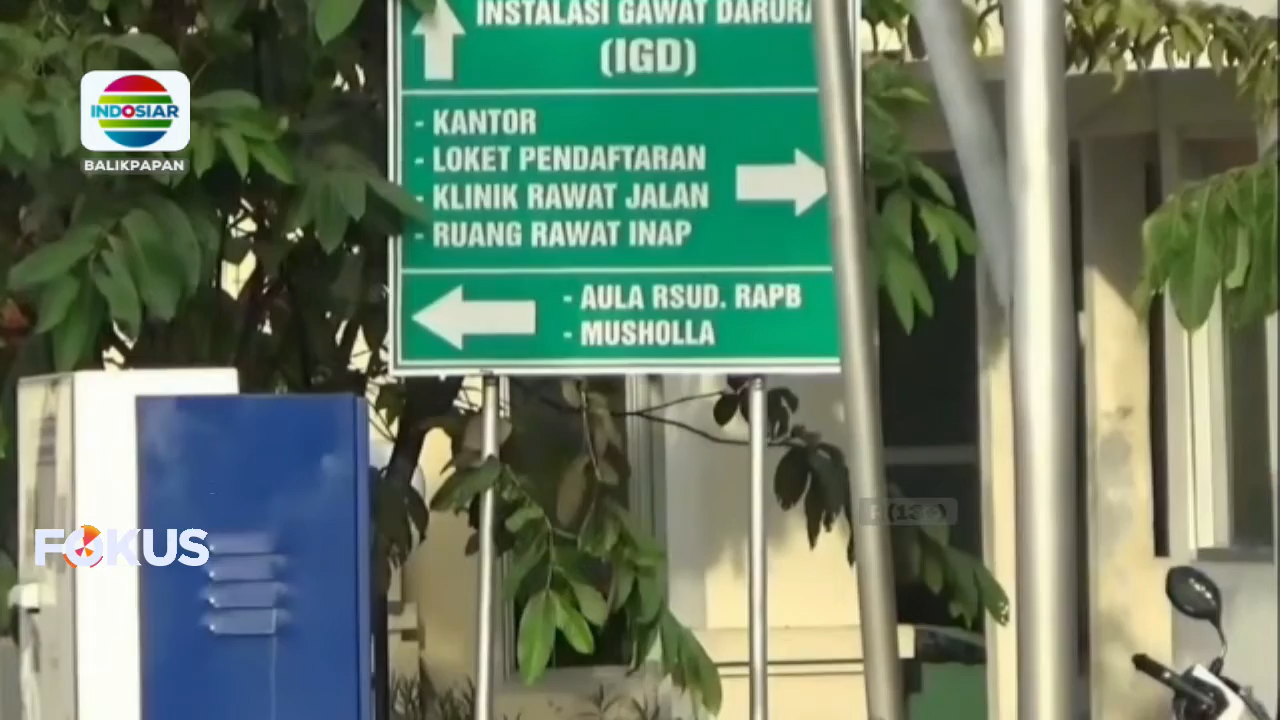 INSTALASI GAWAT DARURA
(IGD)
- KANTOR
- LOKET PENDAFTARAN
- KLINIK RAWAT JALAN
- RUANG RAWAT INAP
- AULA RSUD. RAPB
- MUSHOLLA
INDOSIAR
BALIKPAPAN
FOKUS
R(13+)